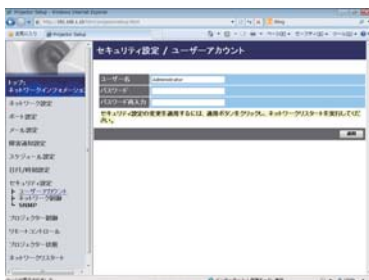 Projector Setup - Windows Internet Explorer
Projector Setup
セキュリティ設定 / ユーザーアカウント
トップ:
ネットワークインフォメーション
ネットワーク設定
ポート設定
メール設定
障害通知設定
スケジュール設定
日付/時刻設定
セキュリティ設定
ユーザーアカウント
ネットワーク制御
SNMP
プロジェクター制御
リモートコントロール
プロジェクター状態
ネットワークリスタート
ユーザー名
Administrator
パスワード
パスワード再入力
セキュリティ設定の変更を適用するには、適用ボタンをクリックし、ネットワークリスタートを実行してください。
適用